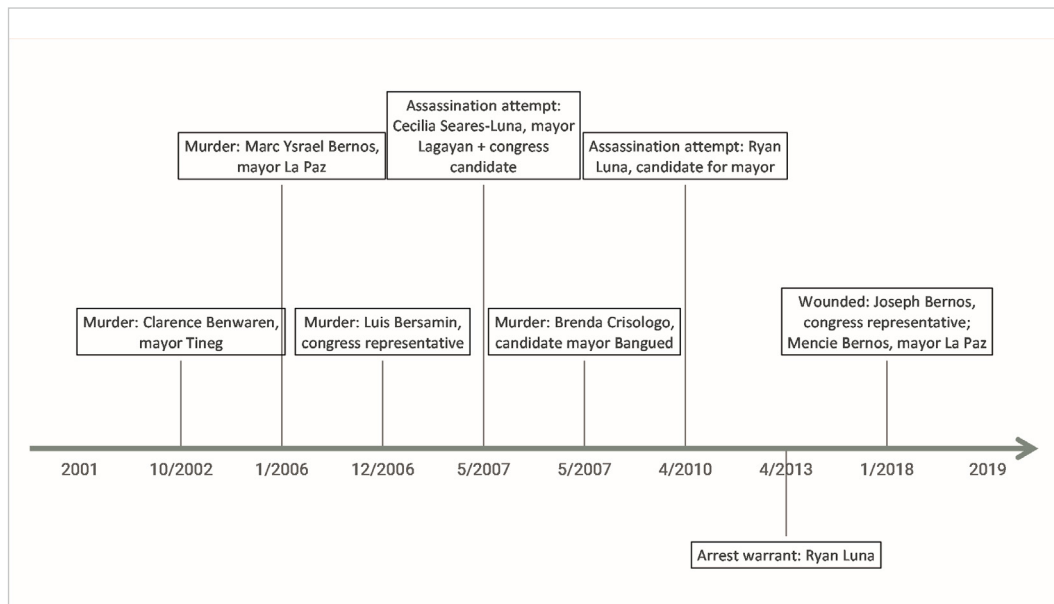 Assassination attempt:
Cecilia Seares-Luna, mayor
Lagayan + congress
candidate
Murder: Marc Ysrael Bernos,
mayor La Paz
Assassination attempt: Ryan
Luna, candidate for mayor
Murder: Clarence Benwaren,
mayor Tineg
Murder: Luis Bersamin,
congress representative
Murder: Brenda Crisologo,
candidate mayor Bangued
Wounded: Joseph Bernos,
congress representative;
Mencie Bernos, mayor La Paz
2001 10/2002 1/2006 12/2006 5/2007 5/2007 4/2010 4/2013 1/2018 2019
Arrest warrant: Ryan Luna